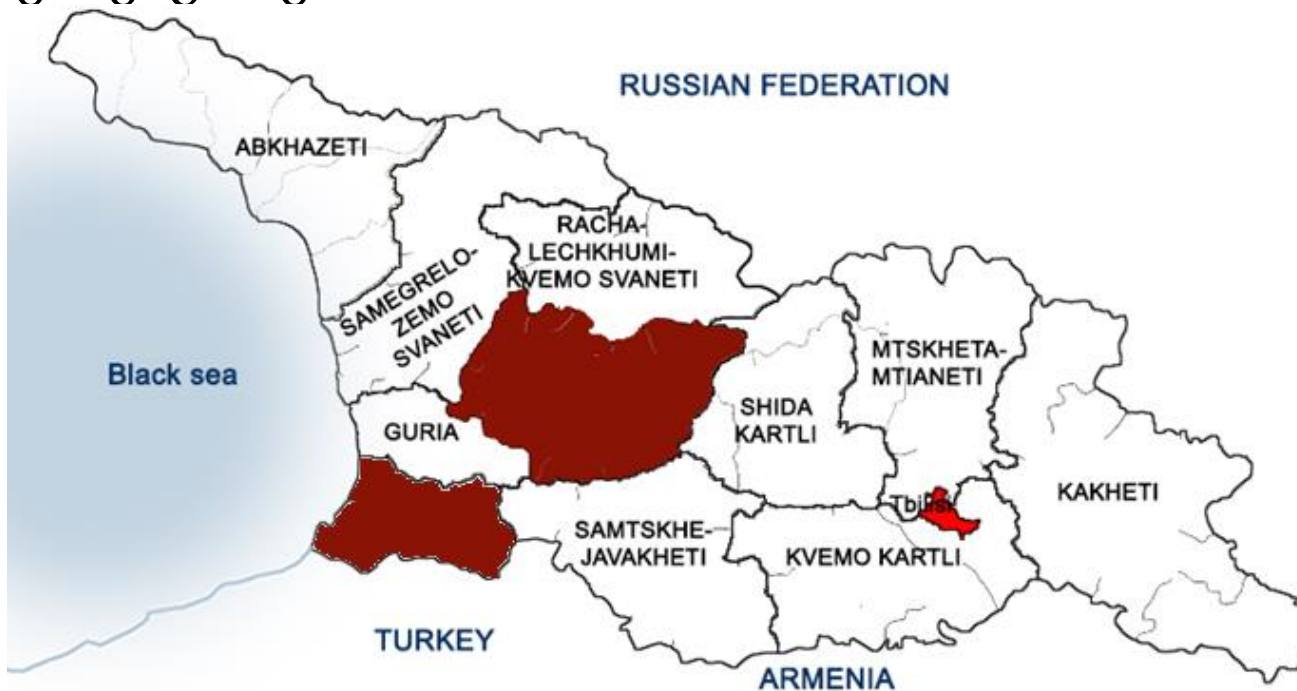 RUSSIAN FEDERATION
ABKHAZETI
RACHA-
LECHKHUMI-
KVEMO SVANETI
SAMEGRELO-
ZEMO
SVANETI
Black sea
MTSKHETA-
MTIANETI
SHIDA
KARTLI
GURIA
KAKHETI
Tbilisi
SAMTSKHE-
JAVAKHETI
KVEMO KARTLI
TURKEY
ARMENIA